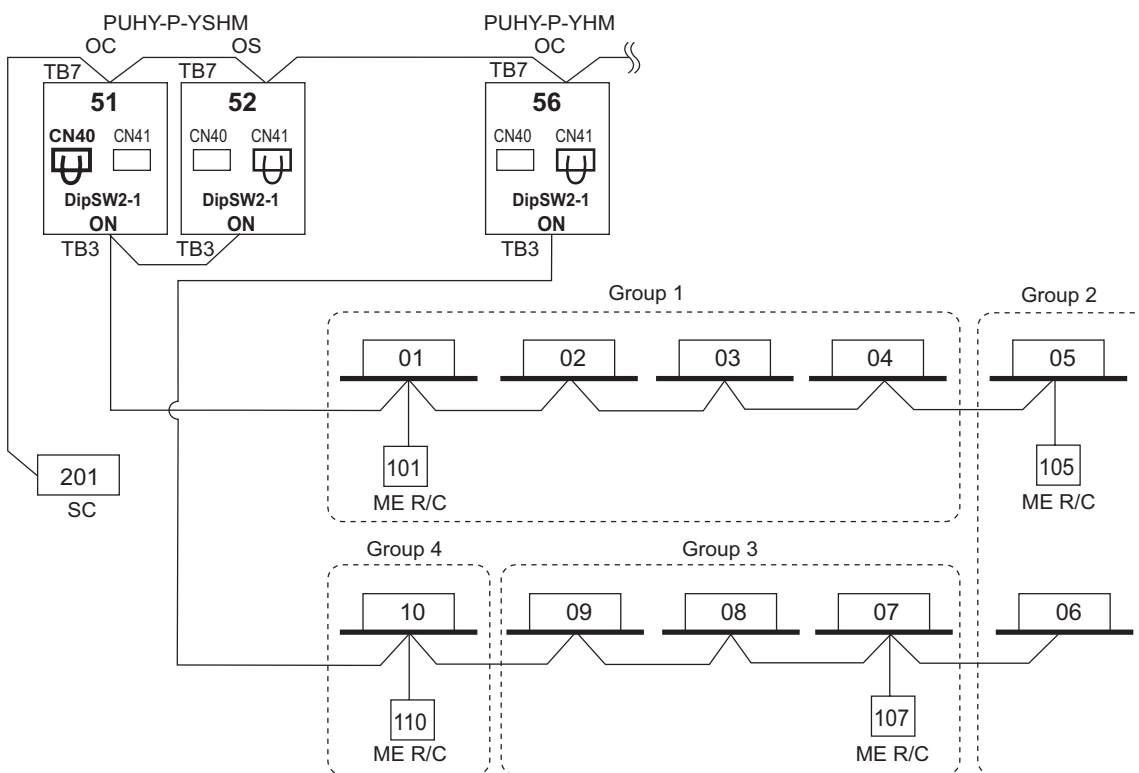 PUHY-P-YSHM PUHY-P-YHM
OC OS OC
TB7 TB7 TB7
51 52 56
CN40 CN41 CN40 CN41 CN40 CN41
DipSW2-1 DipSW2-1 DipSW2-1
ON ON ON
TB3 TB3 TB3
Group 1 Group 2
01 02 03 04 05
101 105
ME R/C ME R/C
201
SC
Group 4 Group 3
10 09 08 07 06
110 107
ME R/C ME R/C